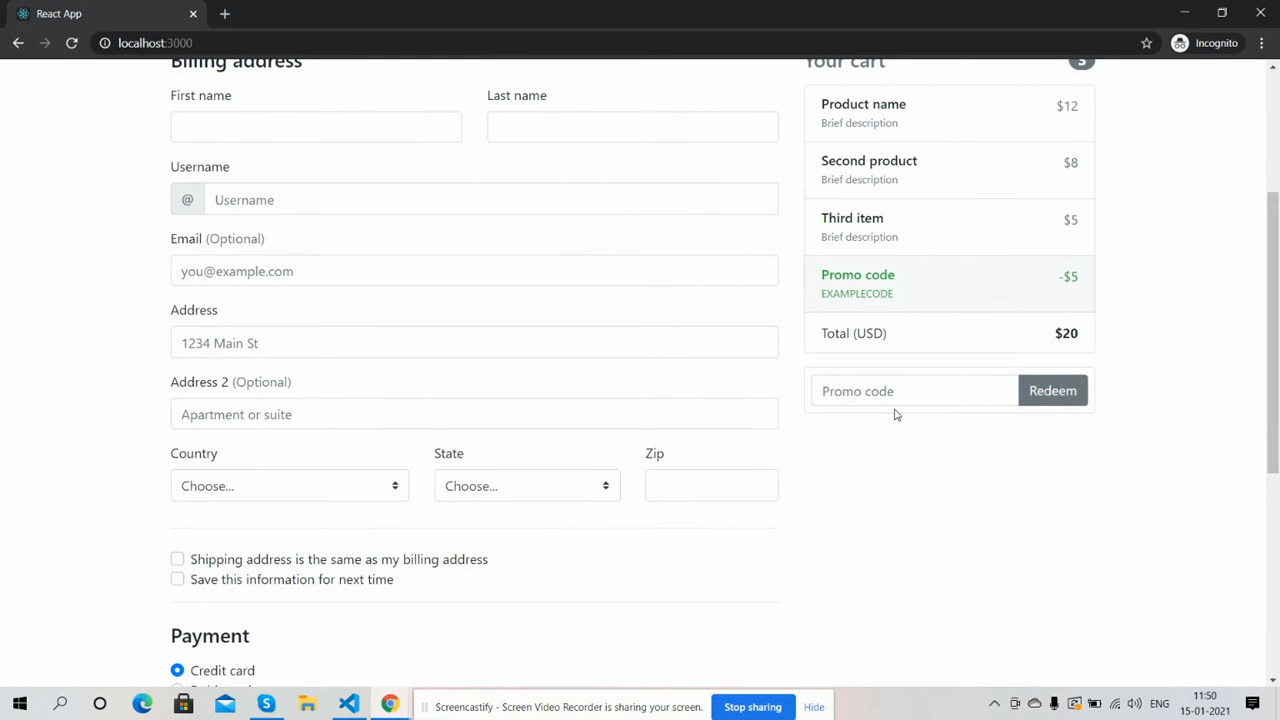 React App
localhost:3000
Incognito
Billing address
First name
Last name
Username
@ Username
Email (Optional)
you@example.com
Address
1234 Main St
Address 2 (Optional)
Apartment or suite
Country
State
Zip
Choose...
Choose...
Shipping address is the same as my billing address
Save this information for next time
Payment
Credit card
Your cart
3
Product name
$12
Brief description
Second product
$8
Brief description
Third item
$5
Brief description
Promo code
-$5
EXAMPLECODE
Total (USD)
$20
Promo code
Redeem
Screencastify - Screen Video Recorder is sharing your screen.
Stop sharing
Hide
ENG
11:50
15-01-2021